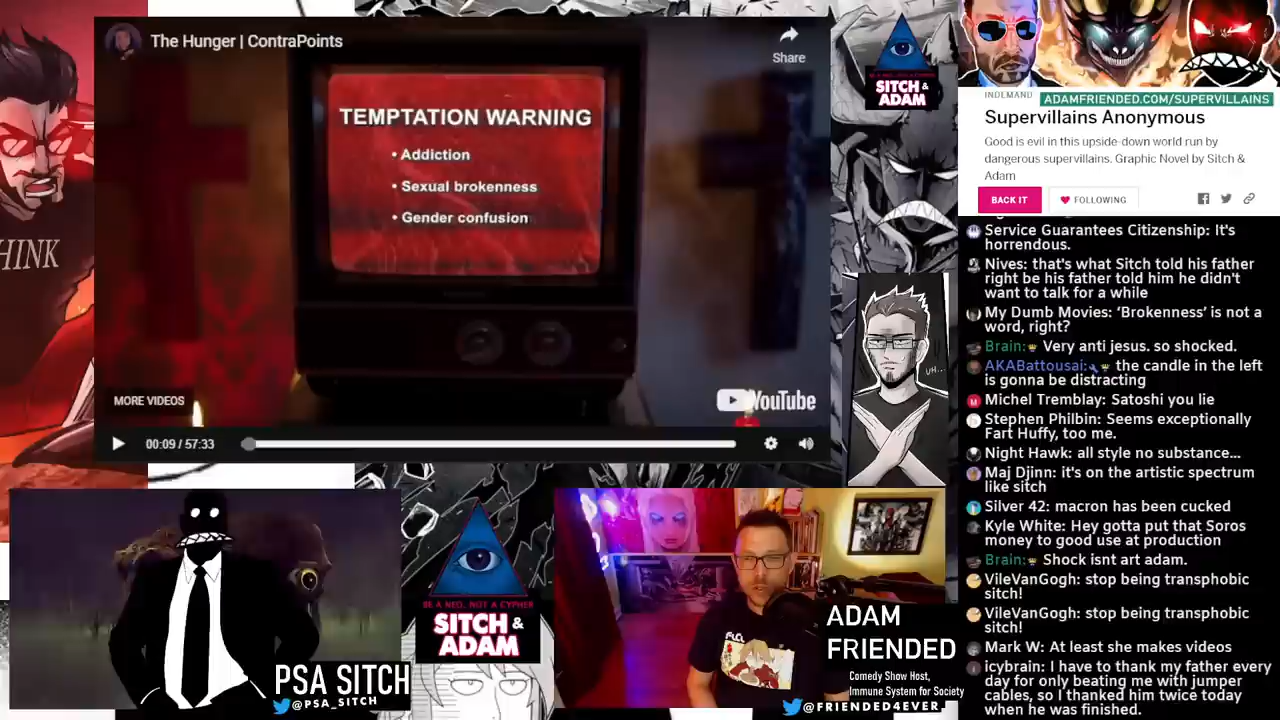 The Hunger | ContraPoints
Share
TEMPTATION WARNING
• Addiction
• Sexual brokenness
• Gender confusion
MORE VIDEOS
YouTube
00:09 / 57:33
HINK
BE A NEO, NOT A CYPHER
SITCH &
ADAM
UH...
INDEMAND
ADAMFRIENDED.COM/SUPERVILLAINS
Supervillains Anonymous
Good is evil in this upside-down world run by
dangerous supervillains. Graphic Novel by Sitch &
Adam
BACK IT
FOLLOWING
Service Guarantees Citizenship: It's
horrendous.
Nives: that's what Sitch told his father
right be his father told him he didn't
want to talk for a while
My Dumb Movies: ‘Brokenness’ is not a
word, right?
Brain: Very anti jesus. so shocked.
AKABattousai: the candle in the left
is gonna be distracting
Michel Tremblay: Satoshi you lie
Stephen Philbin: Seems exceptionally
Fart Huffy, too me.
Night Hawk: all style no substance...
Maj Djinn: it's on the artistic spectrum
like sitch
Silver 42: macron has been cucked
Kyle White: Hey gotta put that Soros
money to good use at production
Brain: Shock isnt art adam.
VileVanGogh: stop being transphobic
sitch!
VileVanGogh: stop being transphobic
sitch!
Mark W: At least she makes videos
icybrain: I have to thank my father every
day for only beating me with jumper
cables, so I thanked him twice today
when he was finished.
PSA SITCH
@PSA_SITCH
BE A NEO, NOT A CYPHER
SITCH &
ADAM
ADAM
FRIENDED
Comedy Show Host,
Immune System for Society
@FRIENDED4EVER